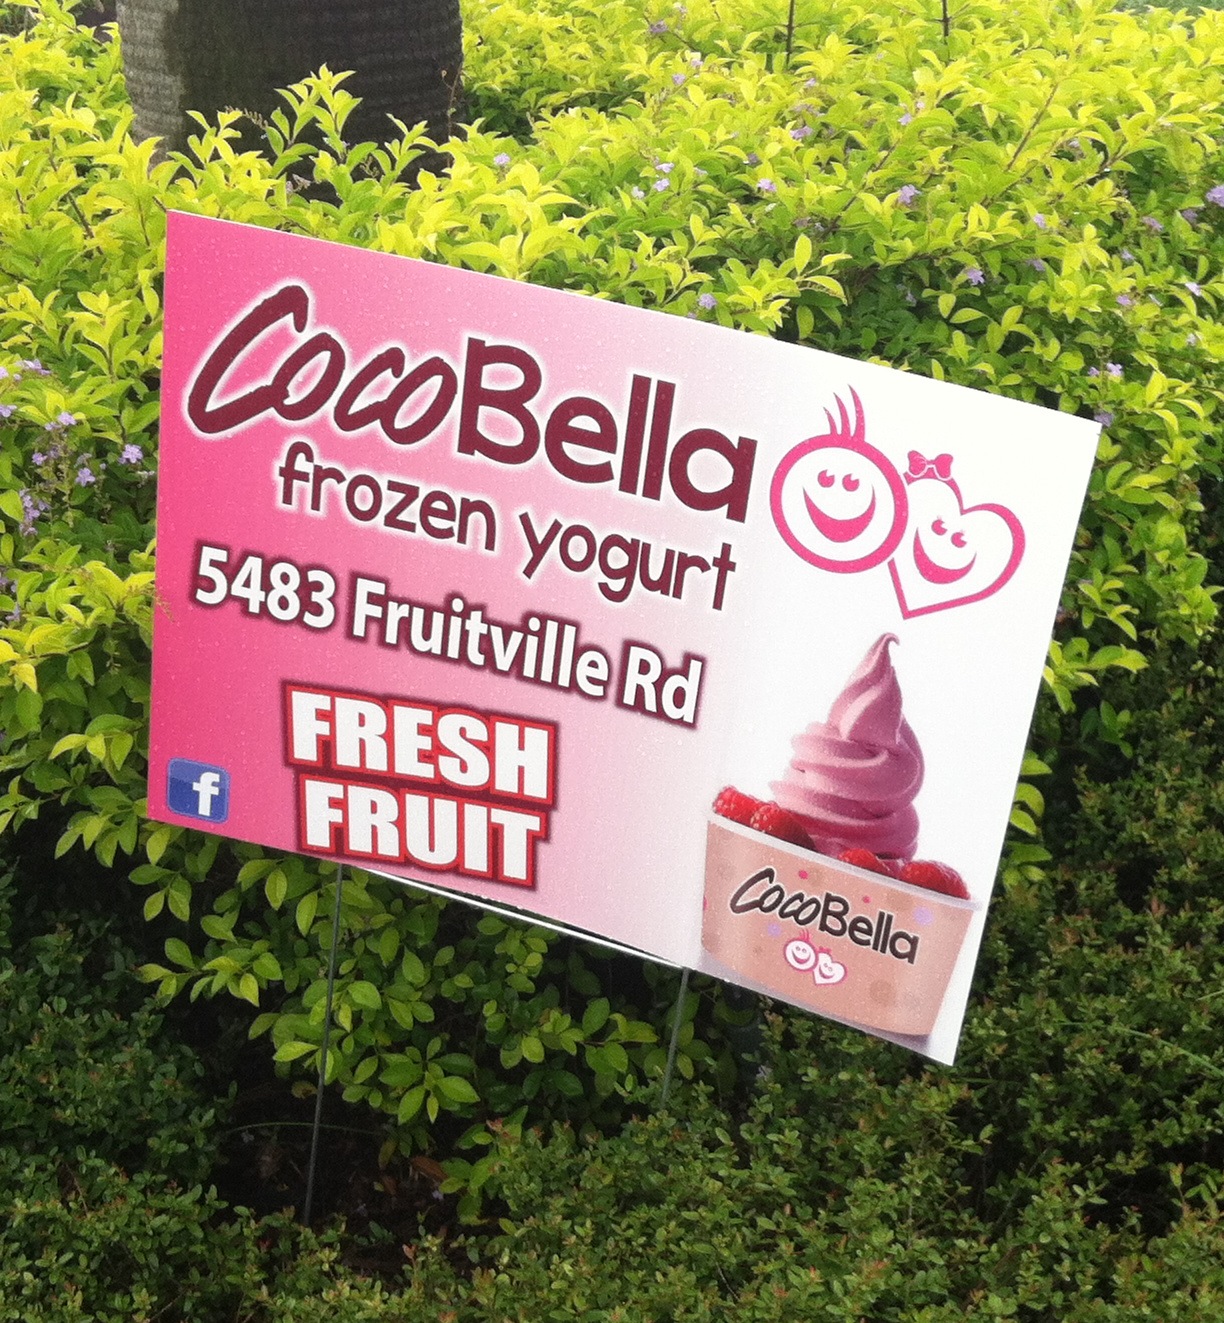 CocoBella
frozen yogurt
5483 Fruitville Rd
FRESH
FRUIT
f
CocoBella